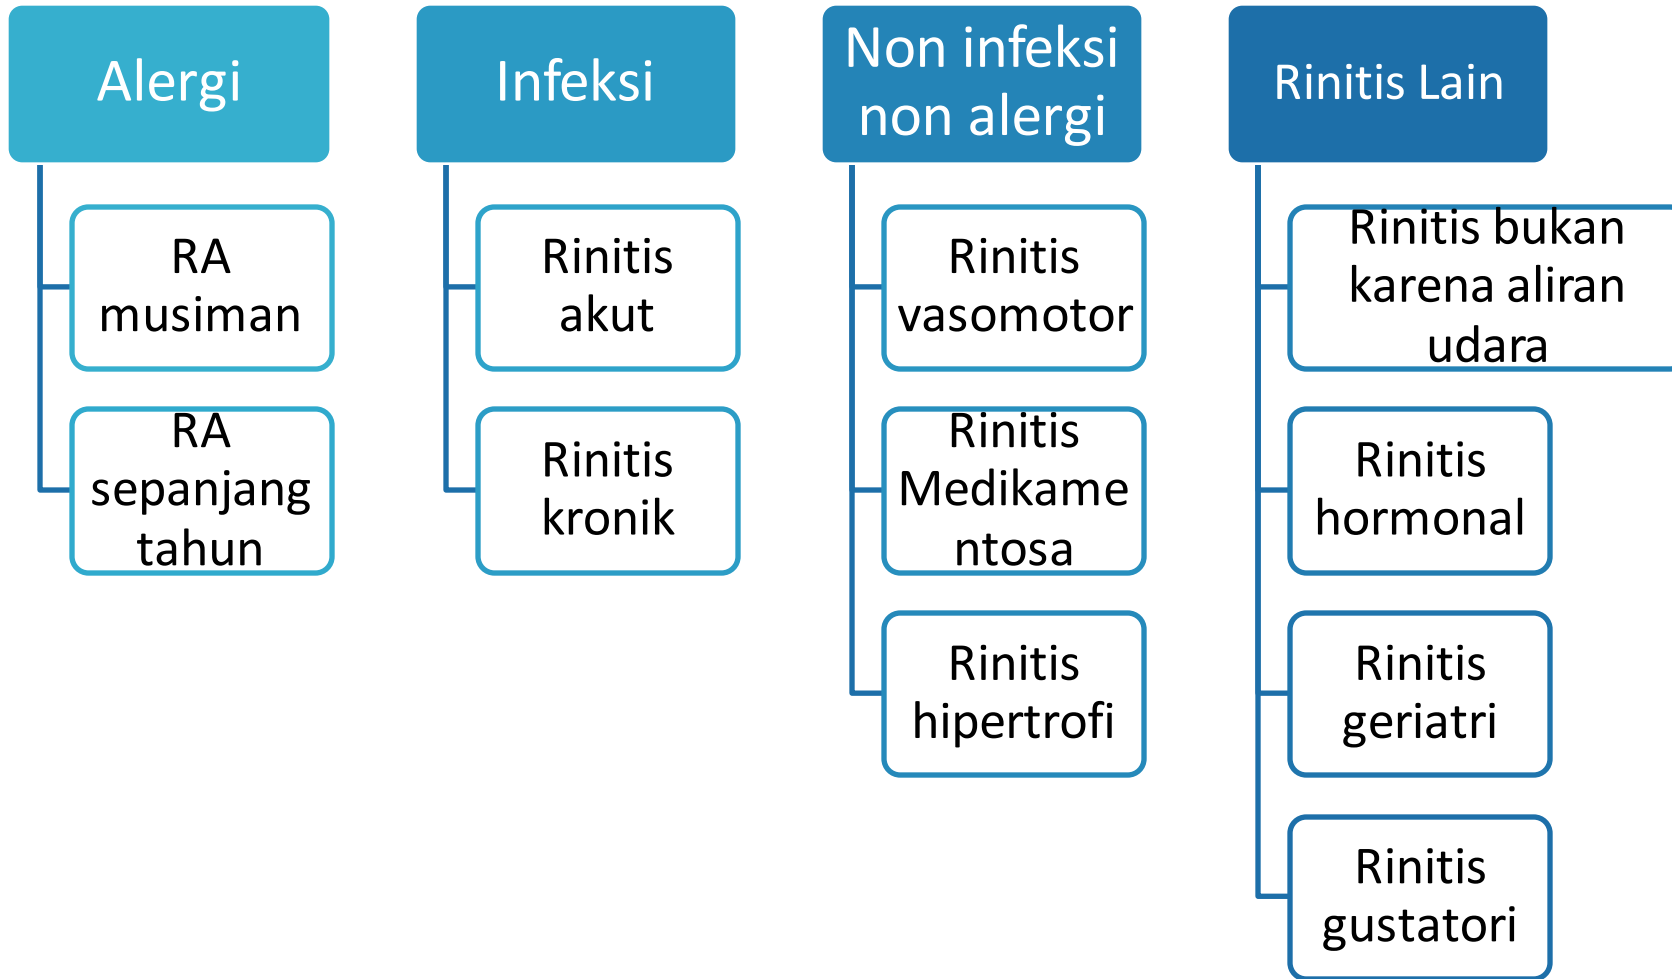 Alergi
RA
musiman
RA
sepanjang
tahun
Infeksi
Rinitis
akut
Rinitis
kronik
Non infeksi
non alergi
Rinitis
vasomotor
Rinitis
Medikame
ntosa
Rinitis
hipertrofi
Rinitis Lain
Rinitis bukan
karena aliran
udara
Rinitis
hormonal
Rinitis
geriatri
Rinitis
gustatori